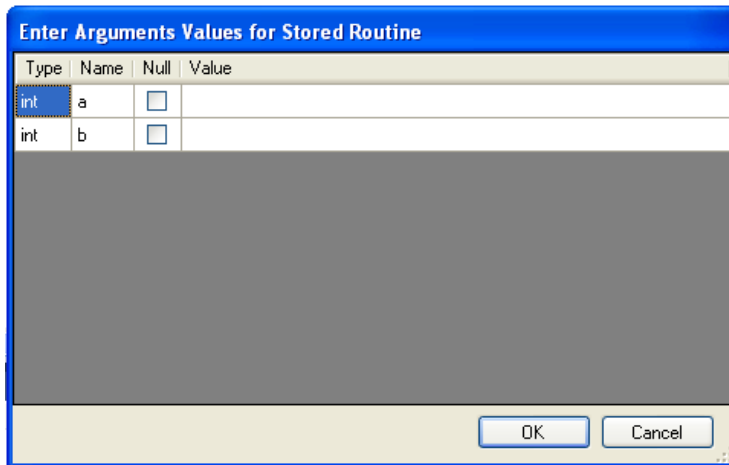 Enter Arguments Values for Stored Routine
Type Name Null Value
int a
int b
OK Cancel